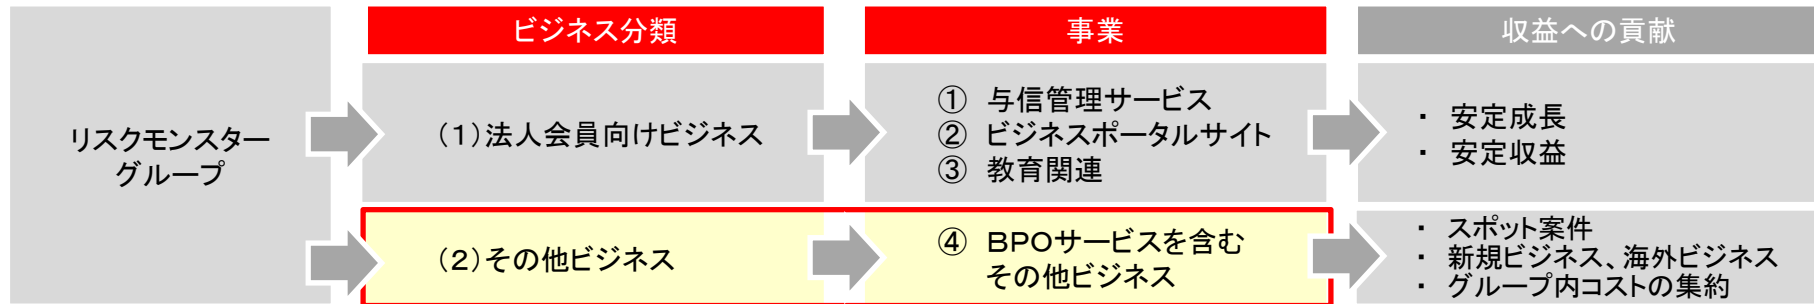 ビジネス分類
事業
収益への貢献
リスクモンスター
グループ
(1)法人会員向けビジネス
① 与信管理サービス
② ビジネスポータルサイト
③ 教育関連
・ 安定成長
・ 安定収益
(2)その他ビジネス
④ BPOサービスを含む
その他ビジネス
・ スポット案件
・ 新規ビジネス、海外ビジネス
・ グループ内コストの集約